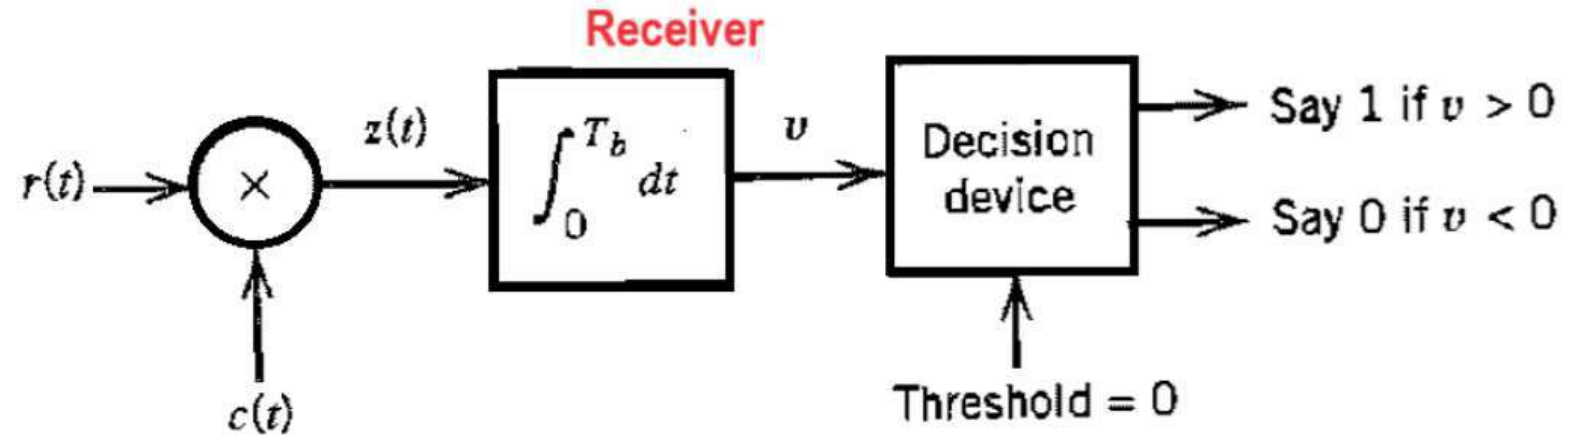 Receiver
r(t)
×
z(t)
∫₀^{T_b} dt
v
Decision
device
Say 1 if v > 0
Say 0 if v < 0
c(t)
Threshold = 0